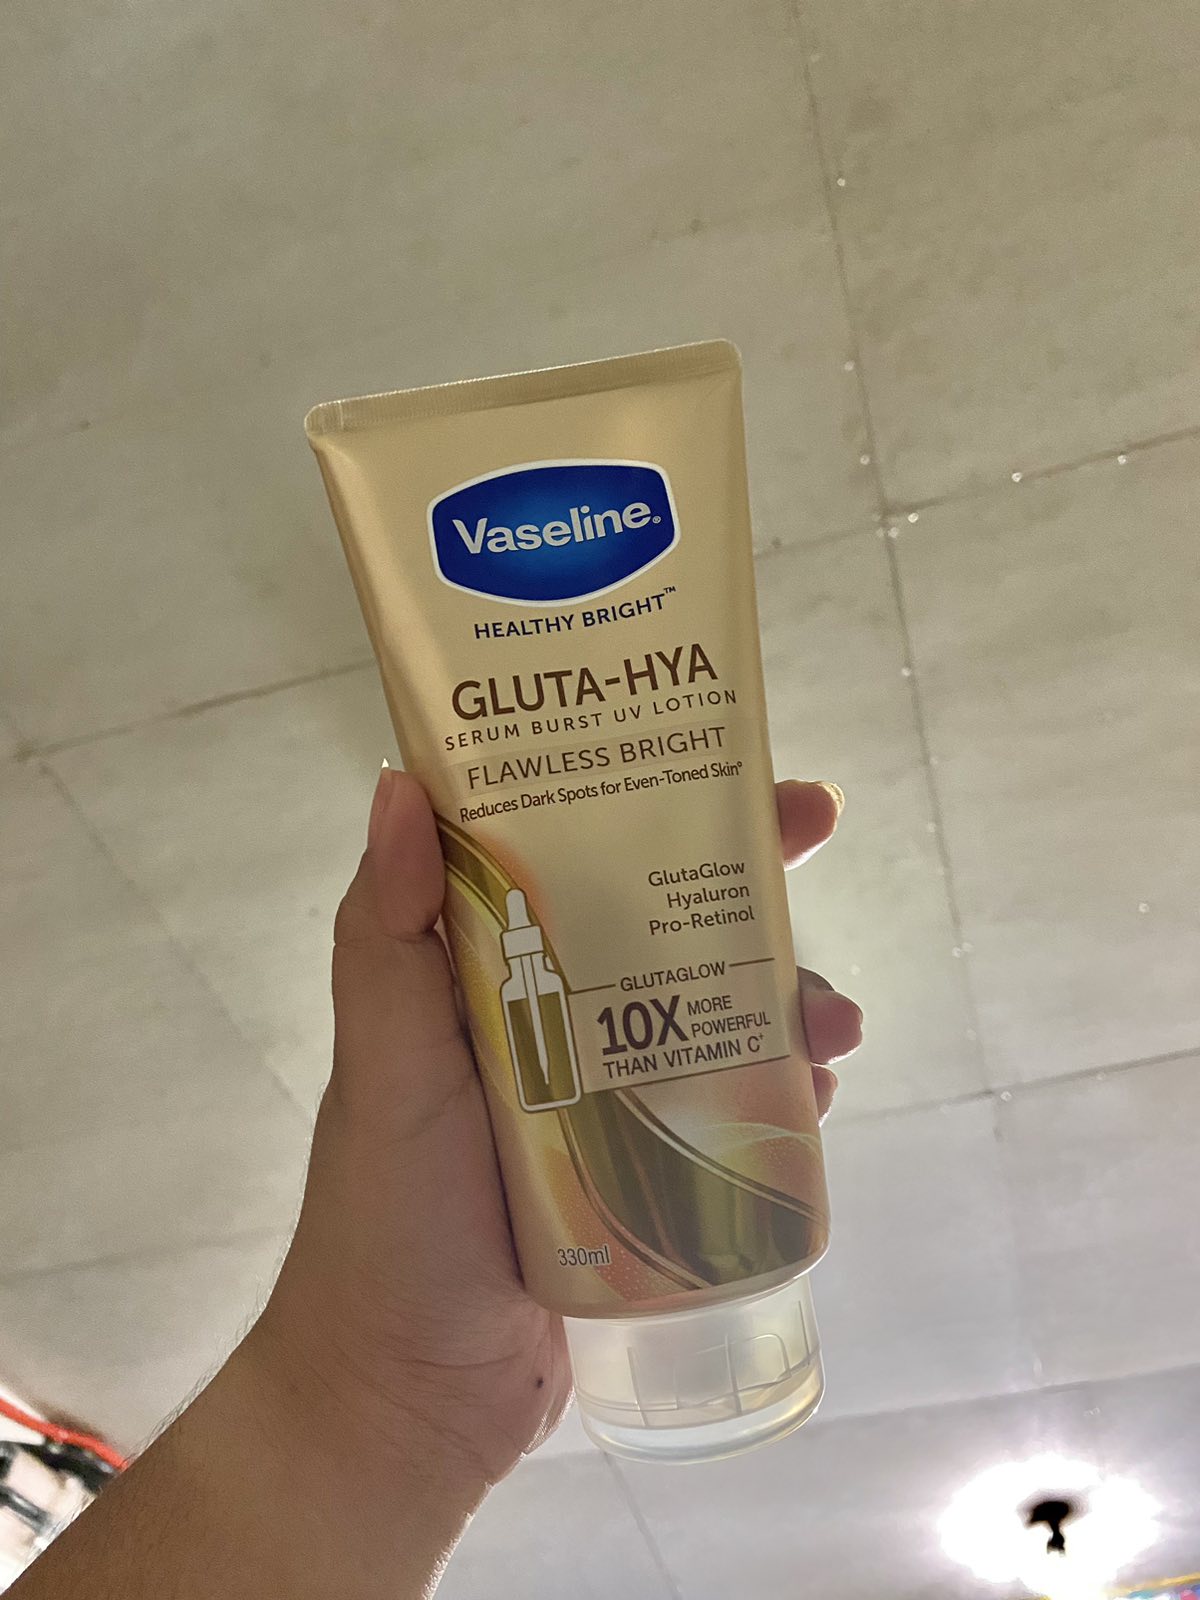 Vaseline®
HEALTHY BRIGHT™
GLUTA-HYA
SERUM BURST UV LOTION
FLAWLESS BRIGHT
Reduces Dark Spots for Even-Toned Skin°
GlutaGlow
Hyaluron
Pro-Retinol
GLUTAGLOW
10X MORE
POWERFUL
THAN VITAMIN C+
330ml